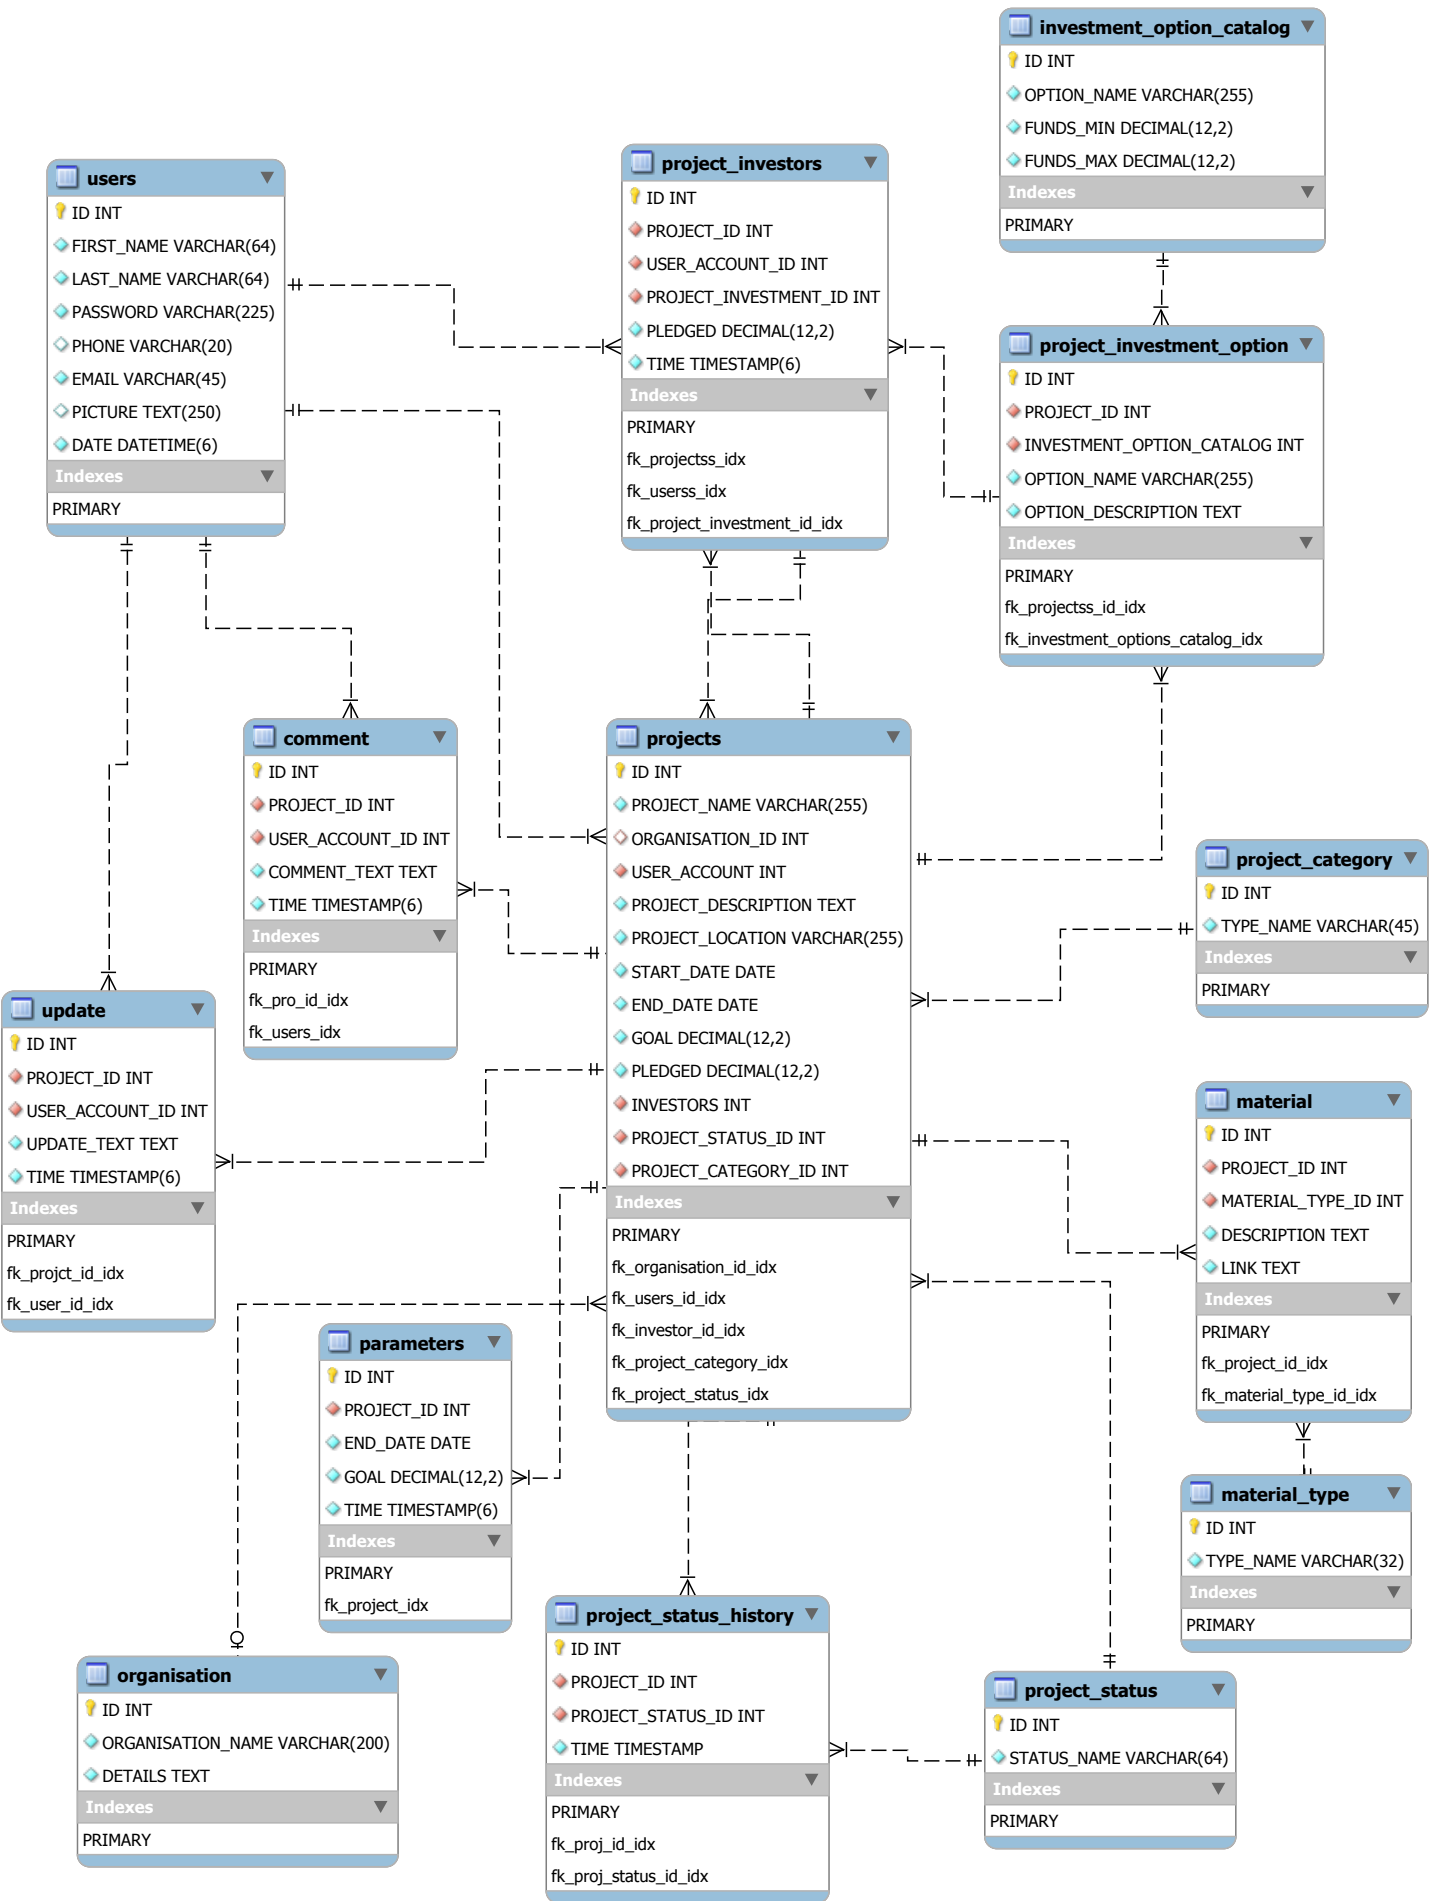 investment_option_catalog
ID INT
OPTION_NAME VARCHAR(255)
FUNDS_MIN DECIMAL(12,2)
FUNDS_MAX DECIMAL(12,2)
Indexes
PRIMARY
project_investors
ID INT
PROJECT_ID INT
USER_ACCOUNT_ID INT
PROJECT_INVESTMENT_ID INT
PLEDGED DECIMAL(12,2)
TIME TIMESTAMP(6)
Indexes
PRIMARY
fk_projectss_idx
fk_userss_idx
fk_project_investment_id_idx
users
ID INT
FIRST_NAME VARCHAR(64)
LAST_NAME VARCHAR(64)
PASSWORD VARCHAR(225)
PHONE VARCHAR(20)
EMAIL VARCHAR(45)
PICTURE TEXT(250)
DATE DATETIME(6)
Indexes
PRIMARY
project_investment_option
ID INT
PROJECT_ID INT
INVESTMENT_OPTION_CATALOG INT
OPTION_NAME VARCHAR(255)
OPTION_DESCRIPTION TEXT
Indexes
PRIMARY
fk_projectss_id_idx
fk_investment_options_catalog_idx
comment
ID INT
PROJECT_ID INT
USER_ACCOUNT_ID INT
COMMENT_TEXT TEXT
TIME TIMESTAMP(6)
Indexes
PRIMARY
fk_pro_id_idx
fk_users_idx
projects
ID INT
PROJECT_NAME VARCHAR(255)
ORGANISATION_ID INT
USER_ACCOUNT INT
PROJECT_DESCRIPTION TEXT
PROJECT_LOCATION VARCHAR(255)
START_DATE DATE
END_DATE DATE
GOAL DECIMAL(12,2)
PLEDGED DECIMAL(12,2)
INVESTORS INT
PROJECT_STATUS_ID INT
PROJECT_CATEGORY_ID INT
Indexes
PRIMARY
fk_organisation_id_idx
fk_users_id_idx
fk_investor_id_idx
fk_project_category_idx
fk_project_status_idx
project_category
ID INT
TYPE_NAME VARCHAR(45)
Indexes
PRIMARY
update
ID INT
PROJECT_ID INT
USER_ACCOUNT_ID INT
UPDATE_TEXT TEXT
TIME TIMESTAMP(6)
Indexes
PRIMARY
fk_projct_id_idx
fk_user_id_idx
material
ID INT
PROJECT_ID INT
MATERIAL_TYPE_ID INT
DESCRIPTION TEXT
LINK TEXT
Indexes
PRIMARY
fk_project_id_idx
fk_material_type_id_idx
parameters
ID INT
PROJECT_ID INT
END_DATE DATE
GOAL DECIMAL(12,2)
TIME TIMESTAMP(6)
Indexes
PRIMARY
fk_project_idx
material_type
ID INT
TYPE_NAME VARCHAR(32)
Indexes
PRIMARY
project_status_history
ID INT
PROJECT_ID INT
PROJECT_STATUS_ID INT
TIME TIMESTAMP
Indexes
PRIMARY
fk_proj_id_idx
fk_proj_status_id_idx
organisation
ID INT
ORGANISATION_NAME VARCHAR(200)
DETAILS TEXT
Indexes
PRIMARY
project_status
ID INT
STATUS_NAME VARCHAR(64)
Indexes
PRIMARY